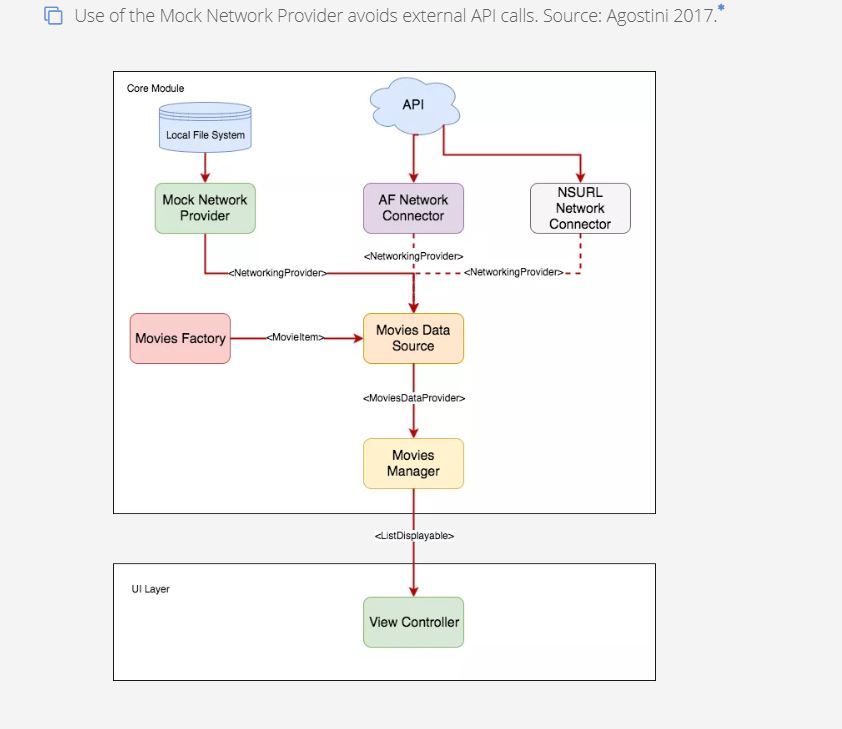 Use of the Mock Network Provider avoids external API calls. Source: Agostini 2017.*
Core Module
API
Local File System
Mock Network
Provider
AF Network
Connector
NSURL
Network
Connector
<NetworkingProvider>
<NetworkingProvider>
<NetworkingProvider>
Movies Factory
<MovieItem>
Movies Data
Source
<MoviesDataProvider>
Movies
Manager
<ListDisplayable>
UI Layer
View Controller